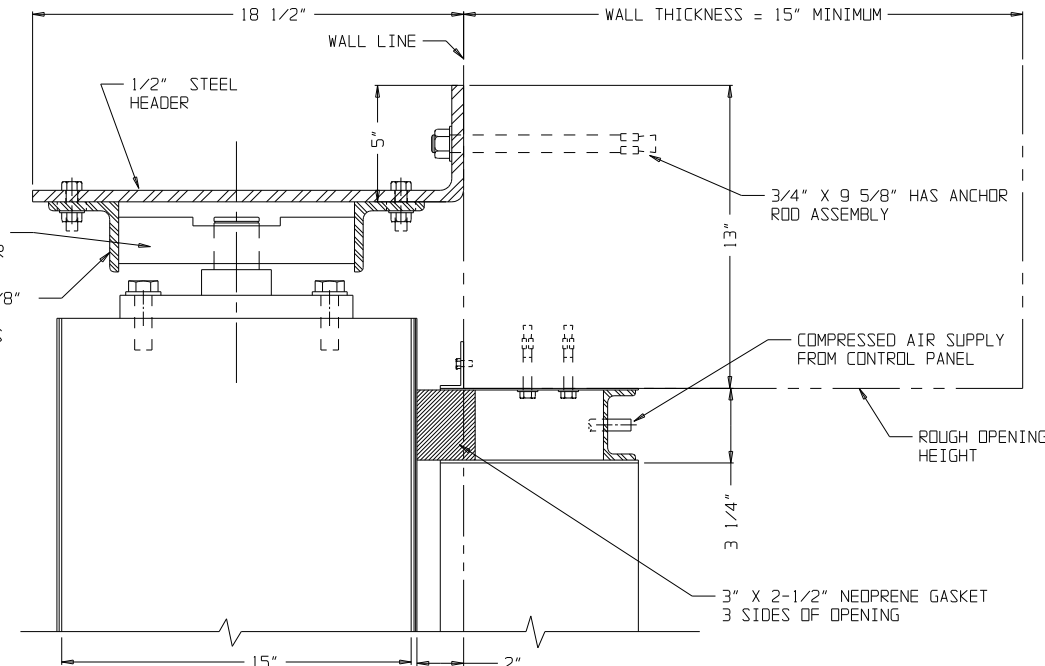 18 1/2"
WALL THICKNESS = 15" MINIMUM
WALL LINE
1/2" STEEL
HEADER
5"
3/4" X 9 5/8" HAS ANCHOR
ROD ASSEMBLY
13"
R
/8"
S
COMPRESSED AIR SUPPLY
FROM CONTROL PANEL
ROUGH OPENING
HEIGHT
3 1/4"
3" X 2-1/2" NEOPRENE GASKET
3 SIDES OF OPENING
15"
2"